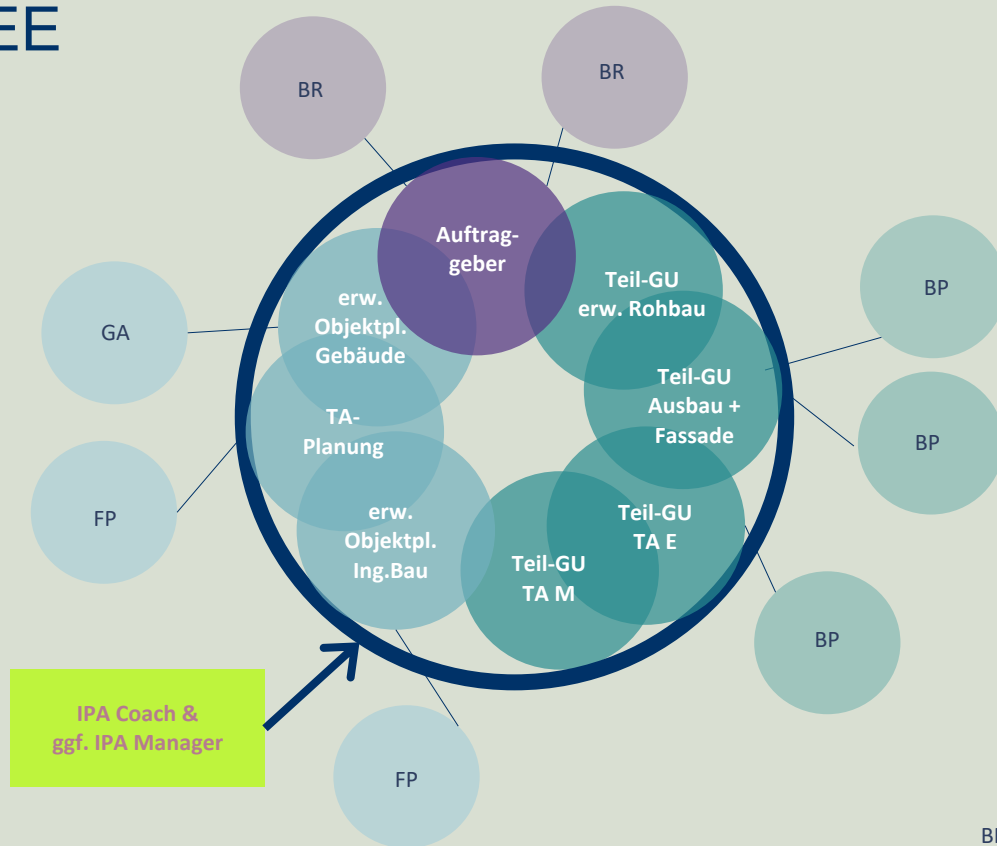 EE
BR
BR
Auftrag-
geber
Teil-GU
erw. Rohbau
erw.
Objektpl.
Gebäude
GA
BP
Teil-GU
Ausbau +
Fassade
TA-
Planung
BP
FP
erw.
Objektpl.
Ing.Bau
Teil-GU
TA E
Teil-GU
TA M
BP
IPA Coach &
ggf. IPA Manager
FP